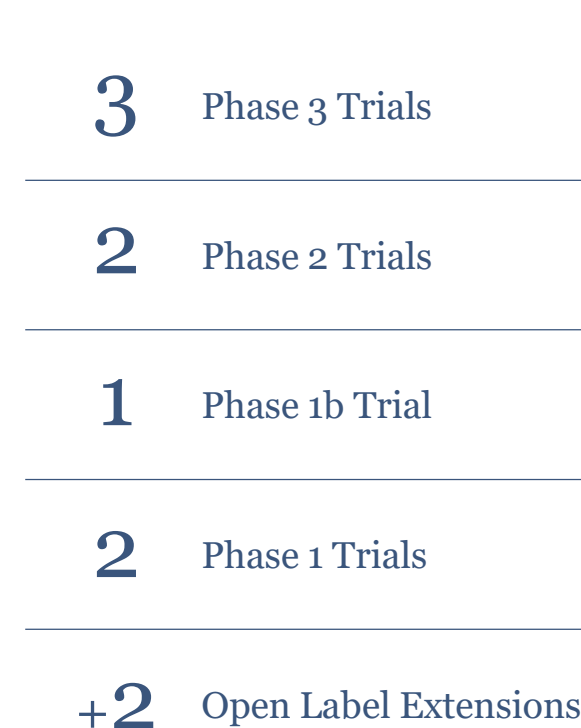 3 Phase 3 Trials
2 Phase 2 Trials
1 Phase 1b Trial
2 Phase 1 Trials
+2 Open Label Extensions